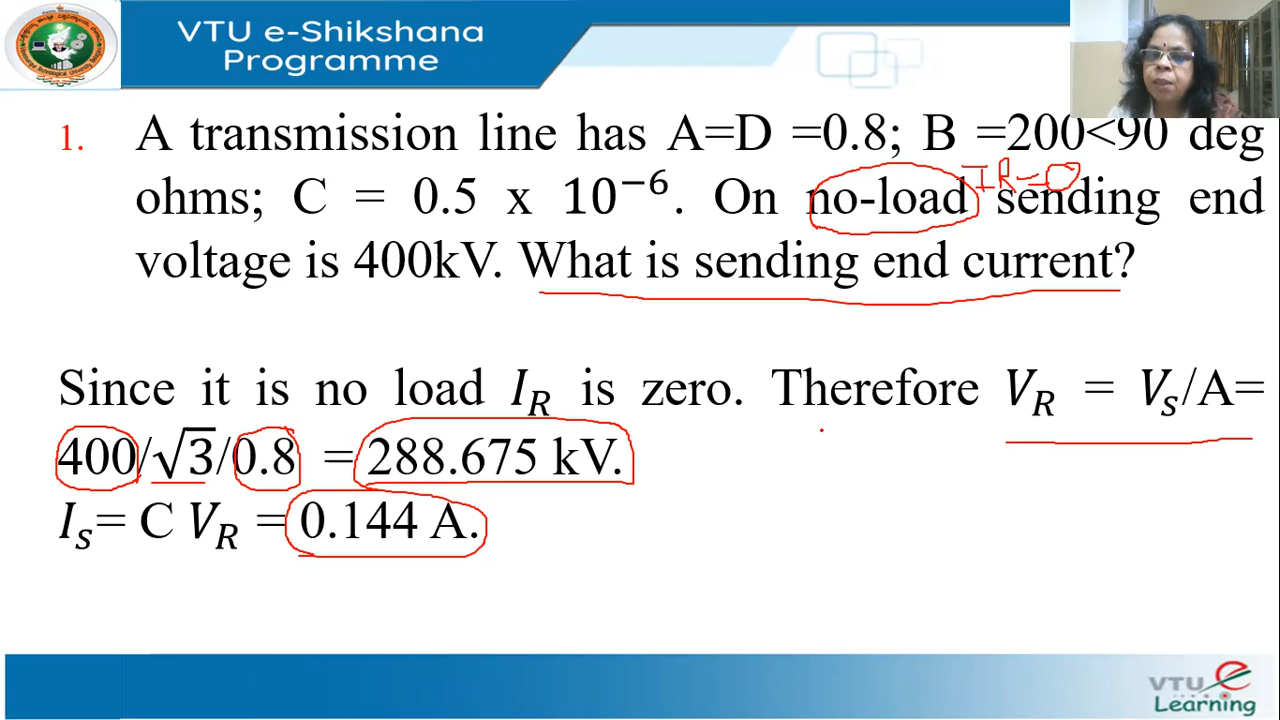 VTU e-Shikshana
Programme
1. A transmission line has A=D =0.8; B =200<90 deg
ohms; C = 0.5 x 10⁻⁶. On no-load sending end
IR=0
voltage is 400kV. What is sending end current?
Since it is no load I_R is zero. Therefore V_R = V_s/A=
400/√3/0.8 = 288.675 kV.
I_s= C V_R = 0.144 A.
VTU e
Learning